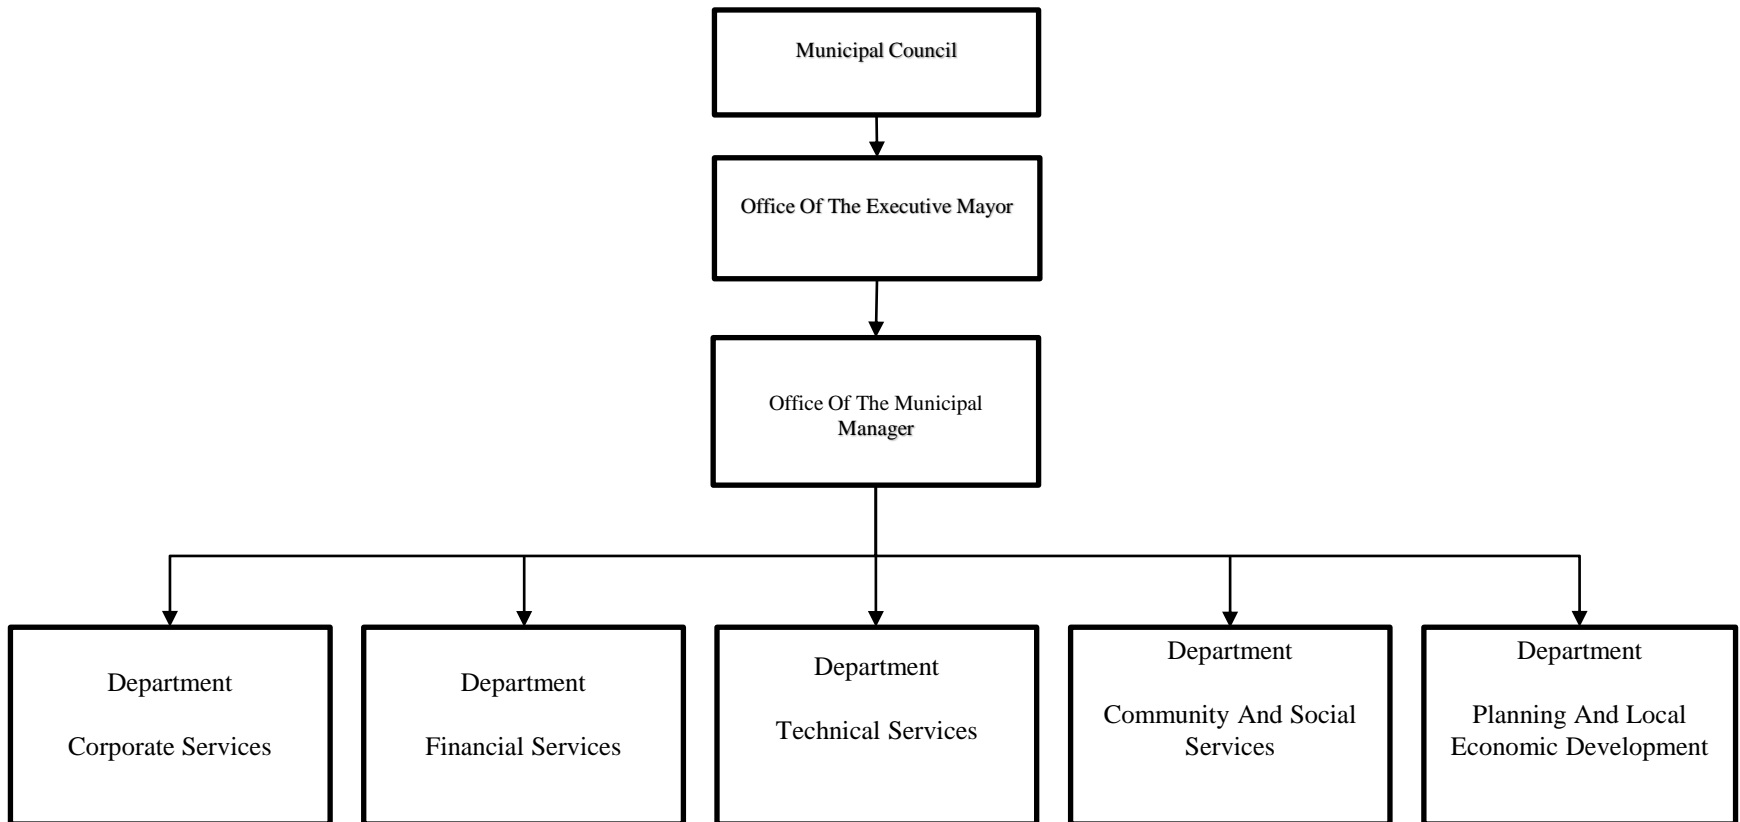 Municipal Council
Office Of The Executive Mayor
Office Of The Municipal
Manager
Department
Corporate Services
Department
Financial Services
Department
Technical Services
Department
Community And Social
Services
Department
Planning And Local
Economic Development